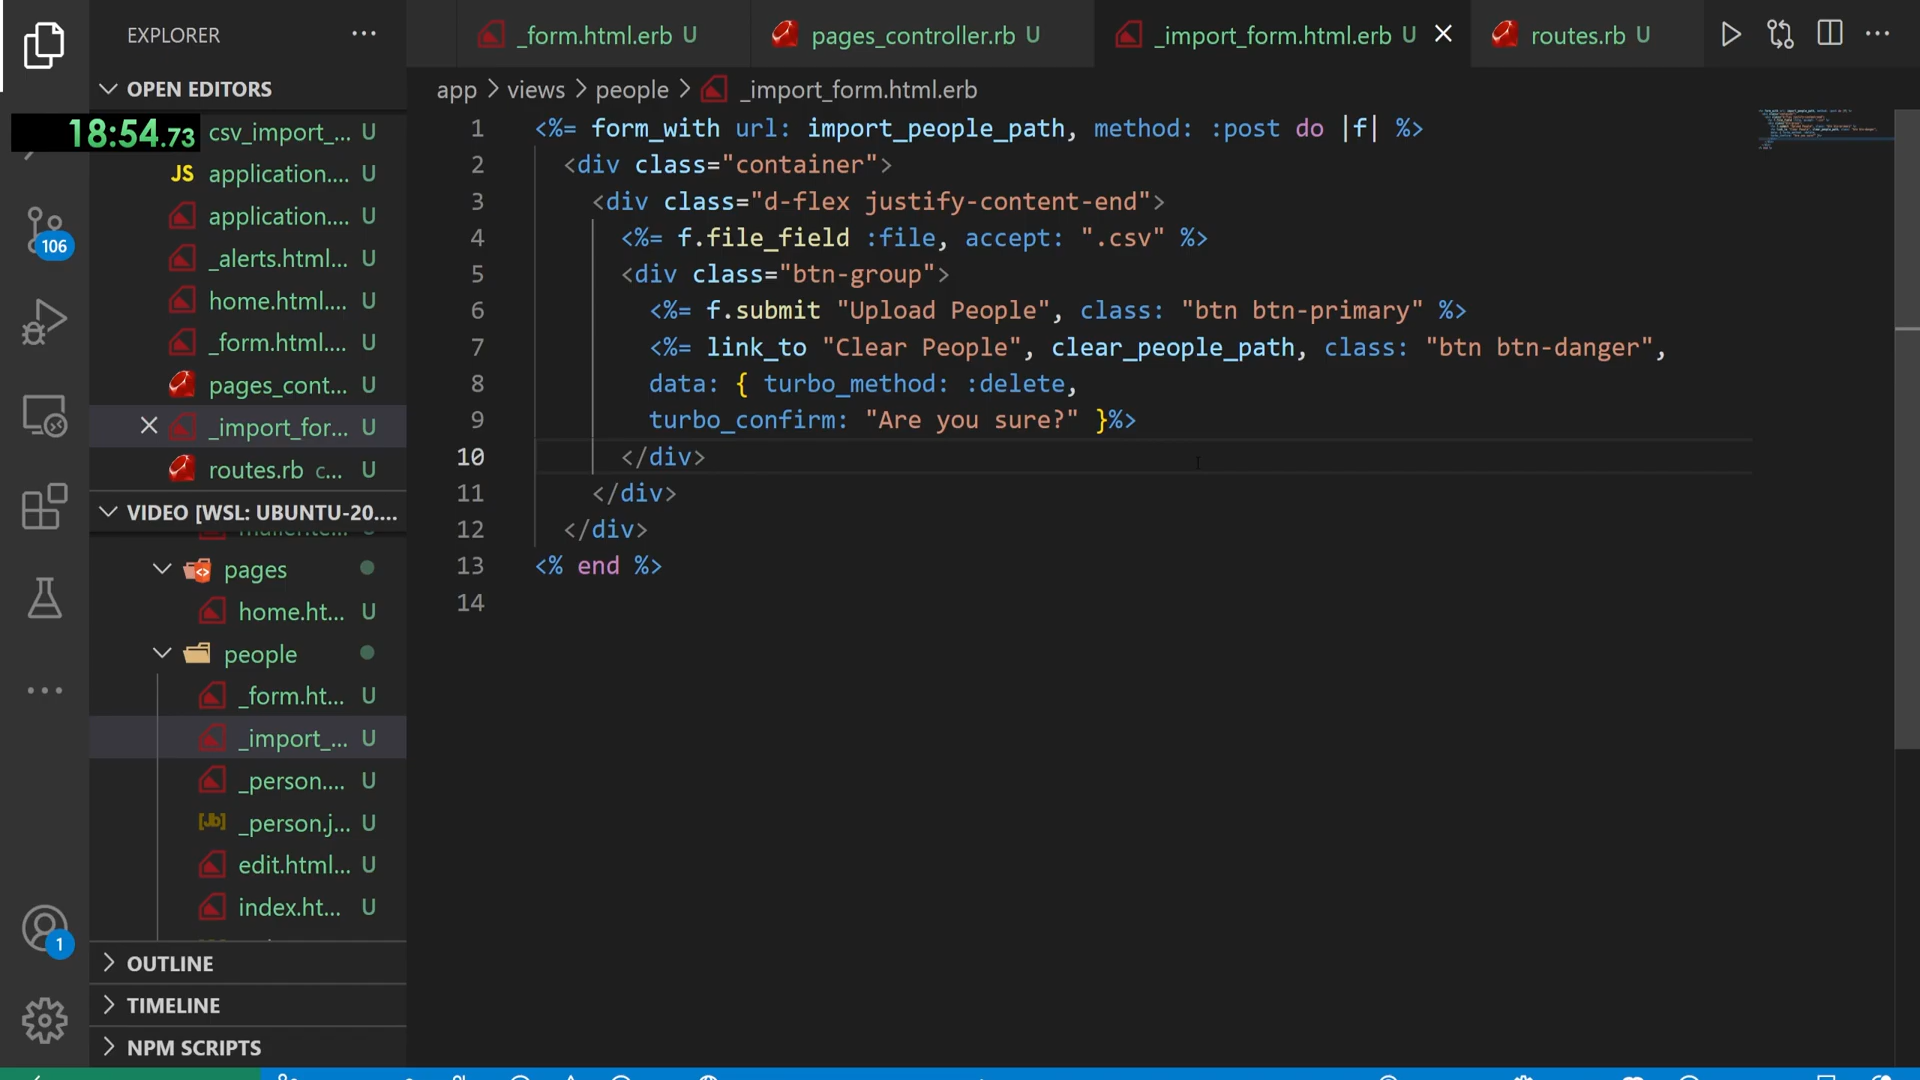 EXPLORER
OPEN EDITORS
18:54.73
csv_import_... U
JS application.... U
application.... U
_alerts.html... U
home.html.... U
_form.html.... U
pages_cont... U
_import_for... U
routes.rb c... U
VIDEO [WSL: UBUNTU-20....
pages
home.ht... U
people
_form.ht... U
_import_... U
_person.... U
_person.j... U
edit.html... U
index.ht... U
OUTLINE
TIMELINE
NPM SCRIPTS
106
1
_form.html.erb U
pages_controller.rb U
_import_form.html.erb U
routes.rb U
app > views > people > _import_form.html.erb
1 <%= form_with url: import_people_path, method: :post do |f| %>
2 <div class="container">
3 <div class="d-flex justify-content-end">
4 <%= f.file_field :file, accept: ".csv" %>
5 <div class="btn-group">
6 <%= f.submit "Upload People", class: "btn btn-primary" %>
7 <%= link_to "Clear People", clear_people_path, class: "btn btn-danger",
8 data: { turbo_method: :delete,
9 turbo_confirm: "Are you sure?" }%>
10 </div>
11 </div>
12 </div>
13 <% end %>
14